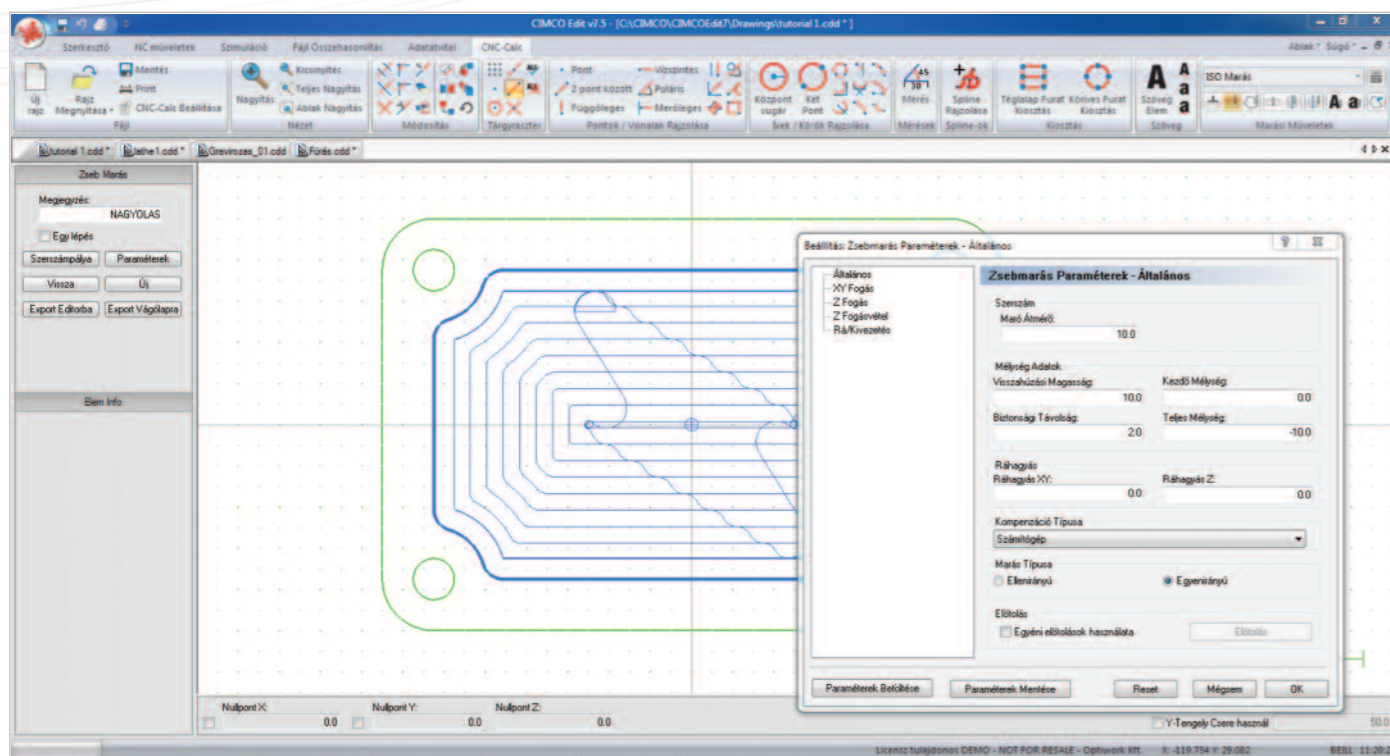 CIMCO Edit v7.5 - [C:\CIMCO\CIMCOEdit7\Drawings\tutorial 1.cdd * ]
Szerkesztő NC műveletek Szimuláció Fájl Összehasonlítás Adatátvitel CNC-Calc Ablak Súgó
Új rajz
Rajz Megnyitása
Mentés
Print
CNC-Calc Beállítása
Fájl
Nagyítás
Kicsinyítés
Teljes Nagyítás
Ablak Nagyítás
Nézet
Módosítás
Tárgyraszter
Pont
2 pont között
Függőleges
Vízszintes
Poláris
Merőleges
Pontok / Vonalak Rajzolása
Központ sugár
Két Pont
Ívek / Körök Rajzolása
Mérés
Mérések
Spline Rajzolása
Spline-ok
Téglalap Furat Kiosztás
Körives Furat Kiosztás
Kiosztás
Szöveg Elem
Szöveg
ISO Marás
Marási Műveletek
tutorial 1.cdd * lathe1.cdd * Gravirozas_01.cdd Fúrás.cdd *
Zseb Marás
Megjegyzés:
NAGYOLAS
Egy lépés
Szerszámpálya Paraméterek
Vissza Új
Export Editorba Export Vágólapra
Elem Info
Beállítás: Zsebmarás Paraméterek - Általános
Általános
XY Fogás
Z Fogás
Z Fogásvétel
Rá/Kivezetés
Zsebmarás Paraméterek - Általános
Szerszám
Maró Átmérő:
10.0
Mélység Adatok
Visszahúzási Magasság: Kezdő Mélység:
10.0 0.0
Biztonsági Távolság: Teljes Mélység:
2.0 -10.0
Ráhagyás
Ráhagyás XY: Ráhagyás Z:
0.0 0.0
Kompenzáció Típusa
Számítógép
Marás Típusa
Ellenirányú Egyenirányú
Előtolás
Egyéni előtolások használata Előtolás
Paraméterek Betöltése Paraméterek Mentése Reset Mégsem OK
Nullpont X: Nullpont Y: Nullpont Z:
0.0 0.0 0.0
Y-Tengely Csere használ 50.0
Licensz tulajdonos DEMO - NOT FOR RESALE - Optiwork Kft. X: -119.754 Y: 29.082 BEILL 11:20: